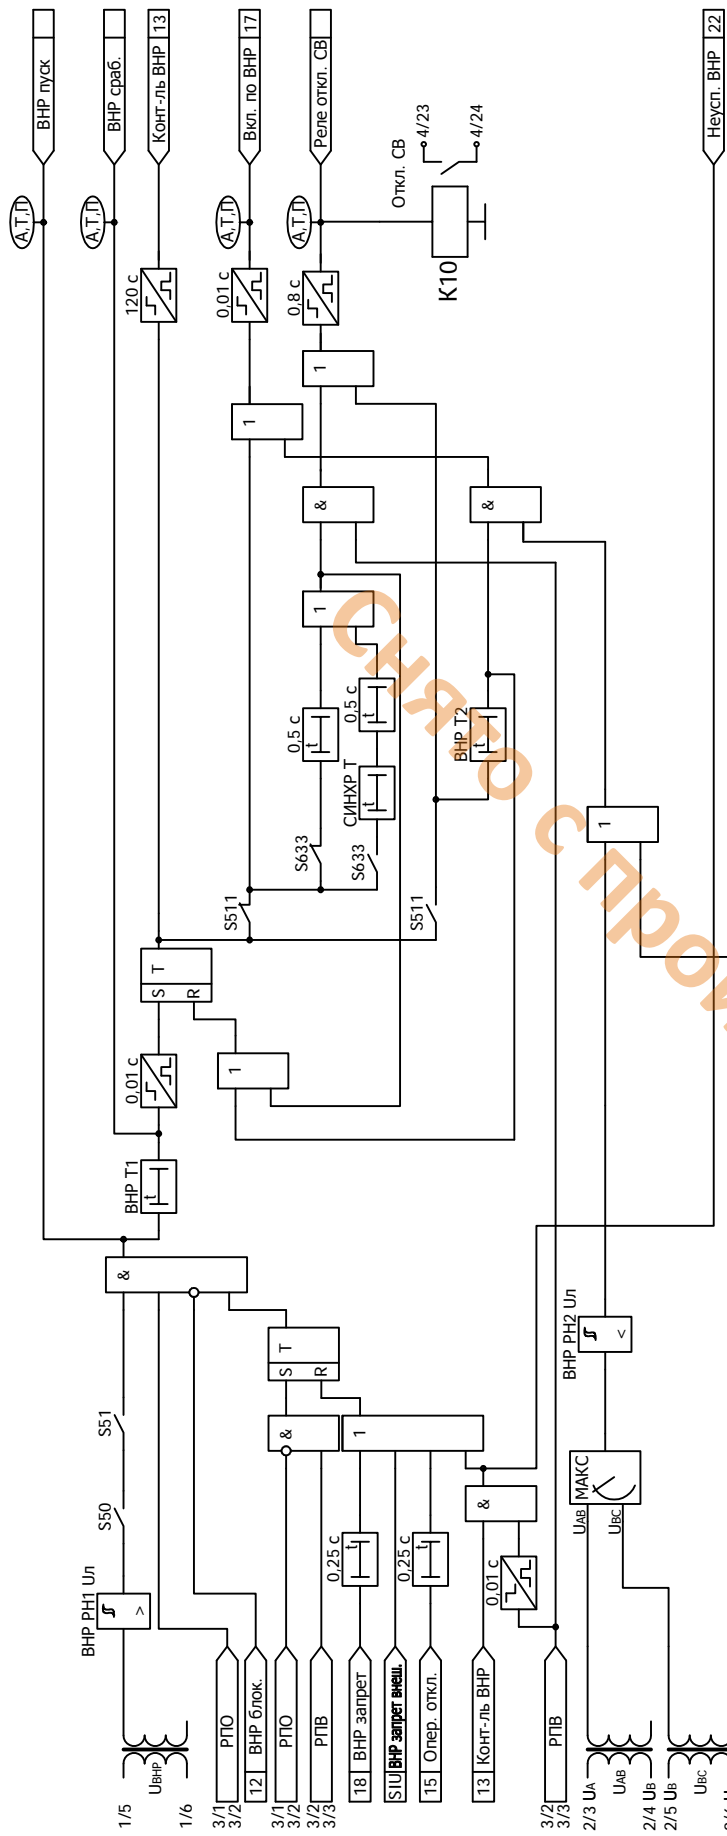 ВНР пуск
ВНР сраб.
Конт-ль ВНР 13
Вкл. по ВНР 17
Реле откл. СВ
Неусп. ВНР 22
А,Т,П
А,Т,П
А,Т,П
А,Т,П
120 с
0,01 с
0,8 с
К10
Откл. СВ
4/23
4/24
1
1
&
&
1
0,5 с
t
0,5 с
t
СИНХР Т
t
ВНР Т2
t
S633
S633
S511
S511
1
S T
R
0,01 с
1
ВНР Т1
t
&
S51
S50
ВНР РН1 Uл
>
S T
R
&
1
0,25 с
t
0,25 с
t
&
0,01 с
ВНР РН2 Uл
<
МАКС
UАВ
UВС
1/5
UВНР
1/6
3/1
3/2
РПО
12 ВНР блок.
3/1
3/2
РПО
3/2
3/3
РПВ
18 ВНР запрет
SIU ВНР запрет внеш.
15 Опер. откл.
13 Конт-ль ВНР
3/2
3/3
РПВ
2/3 UА
UАВ
2/4 UВ
2/5 UВ
UВС
Снято с прои